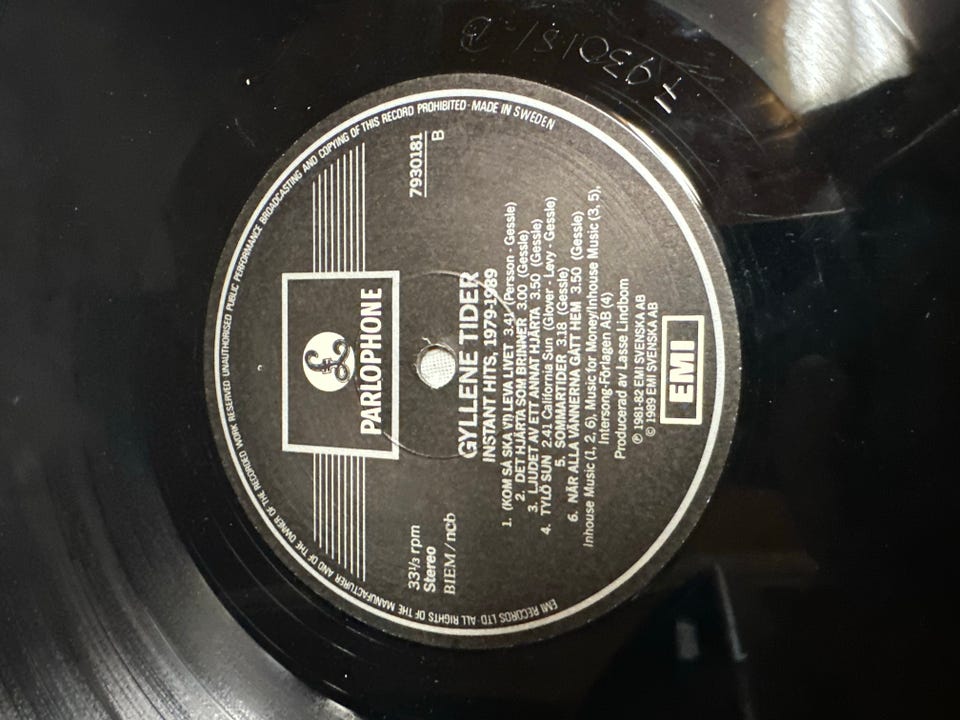 EMI RECORDS LTD · ALL RIGHTS OF THE MANUFACTURER AND OF THE OWNER OF THE RECORDED WORK RESERVED UNAUTHORISED PUBLIC PERFORMANCE BROADCASTING AND COPYING OF THIS RECORD PROHIBITED · MADE IN SWEDEN
£
PARLOPHONE
33⅓ rpm
Stereo
BIEM/ncb
7930181
B
GYLLENE TIDER
INSTANT HITS, 1979-1989
1. (KOM SÅ SKA VI) LEVA LIVET 3.41 (Persson - Gessle)
2. DET HJÄRTA SOM BRINNER 3.00 (Gessle)
3. LJUDET AV ETT ANNAT HJÄRTA 3.50 (Gessle)
4. TYLÖ SUN 2.41 California Sun (Glover - Levy - Gessle)
5. SOMMARTIDER 3.18 (Gessle)
6. NÄR ALLA VÄNNERNA GÅTT HEM 3.50 (Gessle)
Inhouse Music (1, 2, 6), Music for Money/Inhouse Music (3, 5),
Intersong-Förlagen AB (4)
Producerad av Lasse Lindbom
℗ 1981-82 EMI SVENSKA AB
© 1989 EMI SVENSKA AB
EMI
7930181-B